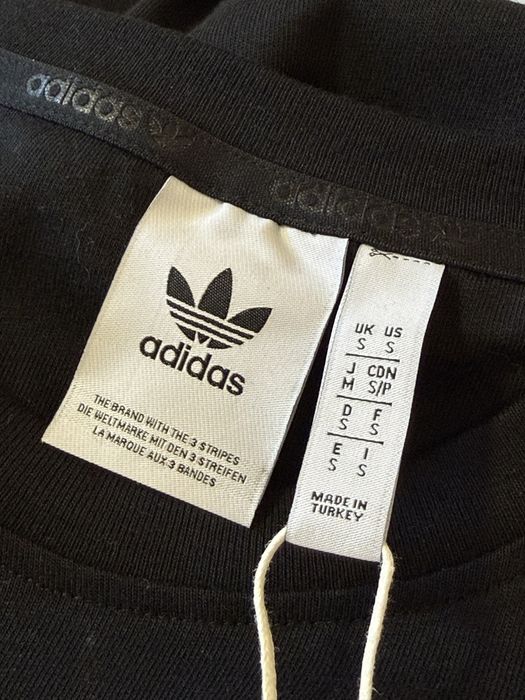 adidas
adidas
adidas
THE BRAND WITH THE 3 STRIPES
DIE WELTMARKE MIT DEN 3 STREIFEN
LA MARQUE AUX 3 BANDES
UK US
S S
J CDN
M S/P
D F
S S
E I
S S
MADE IN
TURKEY